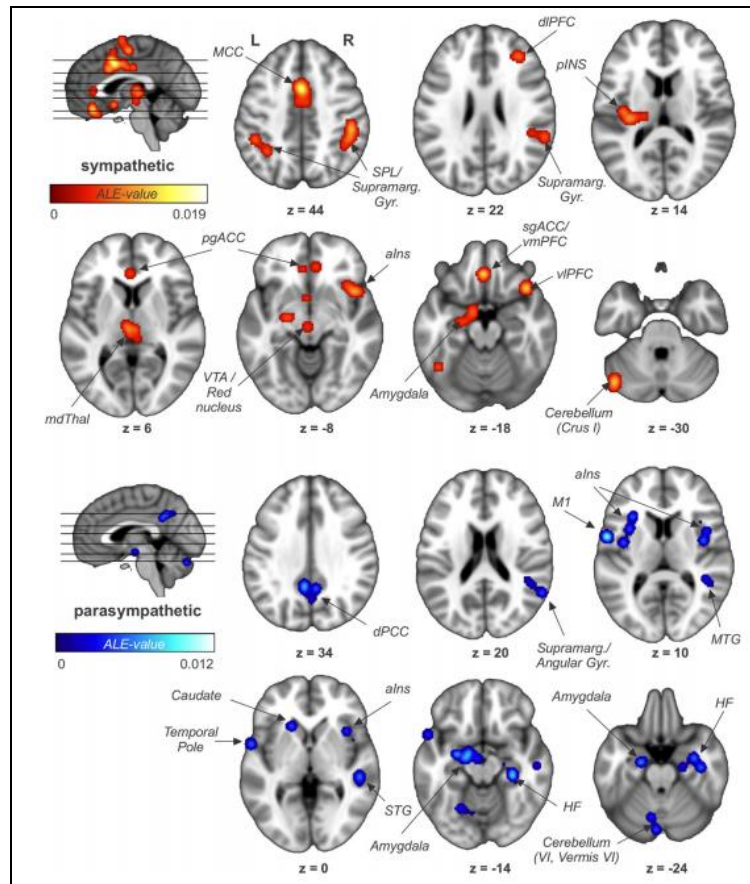 L
R
MCC
dlPFC
pINS
sympathetic
ALE-value
0
0.019
SPL/
Supramarg.
Gyr.
z = 44
Supramarg.
Gyr.
z = 22
z = 14
pgACC
aIns
sgACC/
vmPFC
vlPFC
mdThal
z = 6
VTA /
Red
nucleus
z = -8
Amygdala
z = -18
Cerebellum
(Crus I)
z = -30
parasympathetic
ALE-value
0
0.012
dPCC
z = 34
z = 20
Supramarg./
Angular Gyr.
aIns
M1
MTG
z = 10
Caudate
Temporal
Pole
aIns
STG
z = 0
Amygdala
HF
z = -14
Amygdala
HF
Cerebellum
(VI, Vermis VI)
z = -24